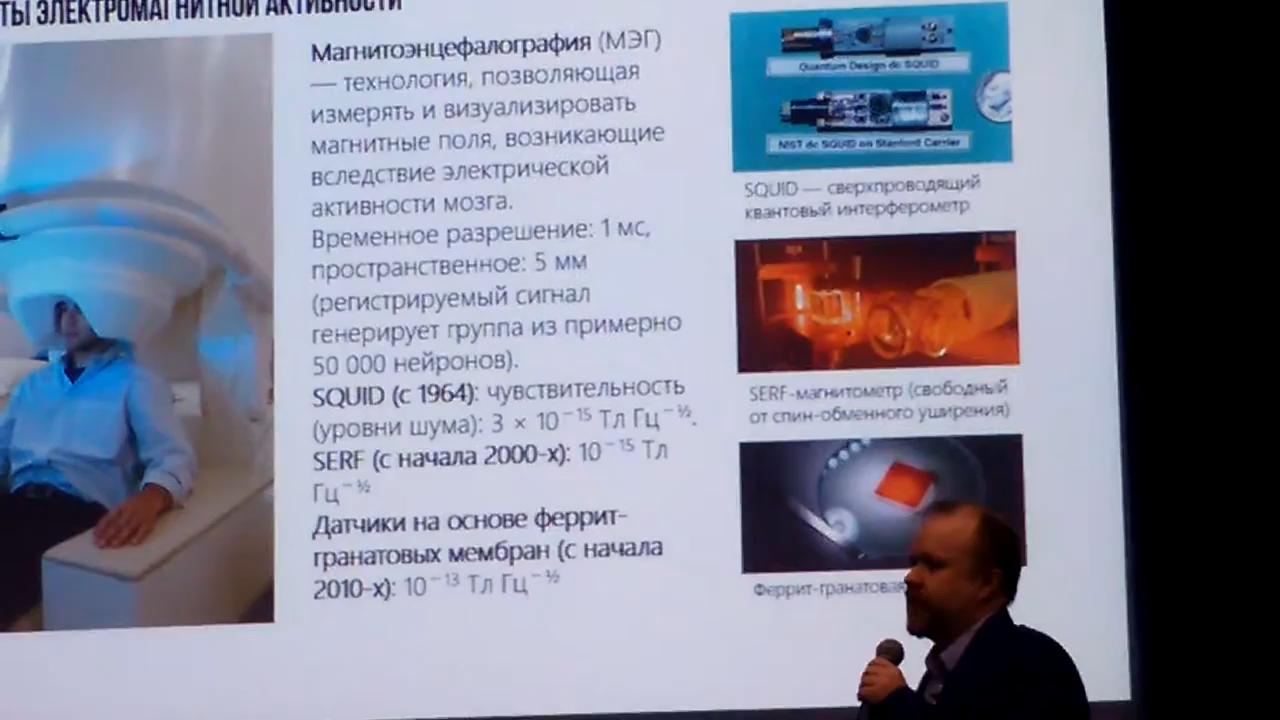 ТЫ ЭЛЕКТРОМАГНИТНОЙ АКТИВНОСТИ
Магнитоэнцефалография (МЭГ)
— технология, позволяющая
измерять и визуализировать
магнитные поля, возникающие
вследствие электрической
активности мозга.
Временное разрешение: 1 мс,
пространственное: 5 мм
(регистрируемый сигнал
генерирует группа из примерно
50 000 нейронов).
SQUID (с 1964): чувствительность
(уровни шума): 3 × 10⁻¹⁵ Тл Гц⁻½.
SERF (с начала 2000-х): 10⁻¹⁵ Тл
Гц⁻½
Датчики на основе феррит-
гранатовых мембран (с начала
2010-х): 10⁻¹³ Тл Гц⁻½
Quantum Design dc SQUID
NIST dc SQUID on Stanford Carrier
SQUID — сверхпроводящий
квантовый интерферометр
SERF-магнитометр (свободный
от спин-обменного уширения)
Феррит-гранатовая